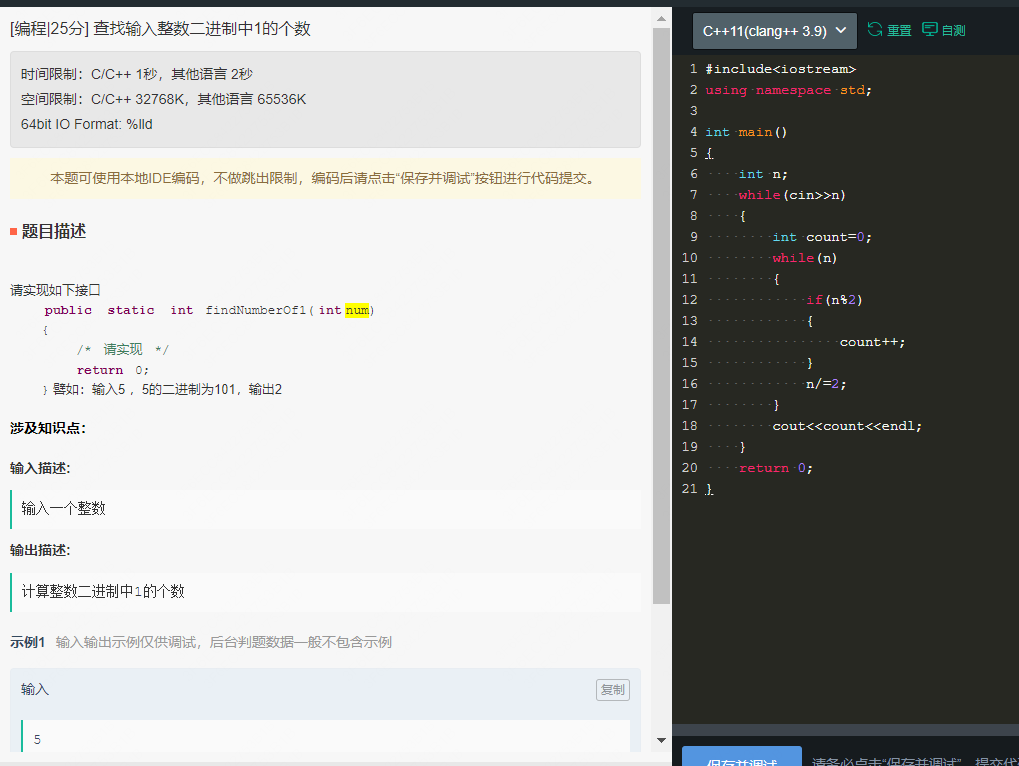 [编程|25分] 查找输入整数二进制中1的个数
时间限制：C/C++ 1秒，其他语言 2秒
空间限制：C/C++ 32768K，其他语言 65536K
64bit IO Format: %lld
本题可使用本地IDE编码，不做跳出限制，编码后请点击“保存并调试”按钮进行代码提交。
题目描述
请实现如下接口
public static int findNumberOf1( int num)
{
/* 请实现 */
return 0;
} 譬如：输入5 ，5的二进制为101，输出2
涉及知识点：
输入描述:
输入一个整数
输出描述:
计算整数二进制中1的个数
示例1 输入输出示例仅供调试，后台判题数据一般不包含示例
输入
复制
5
C++11(clang++ 3.9)
重置
自测
1 #include<iostream>
2 using namespace std;
3
4 int main()
5 {
6 int n;
7 while(cin>>n)
8 {
9 int count=0;
10 while(n)
11 {
12 if(n%2)
13 {
14 count++;
15 }
16 n/=2;
17 }
18 cout<<count<<endl;
19 }
20 return 0;
21 }
保存并调试
请务必点击“保存并调试”，提交代